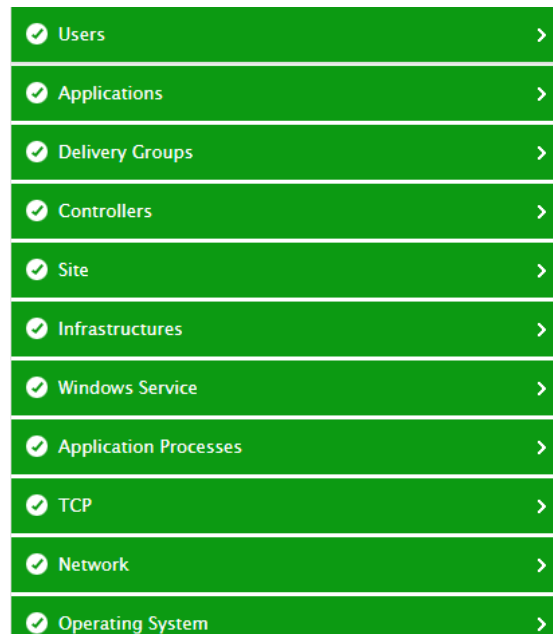 Users
Applications
Delivery Groups
Controllers
Site
Infrastructures
Windows Service
Application Processes
TCP
Network
Operating System